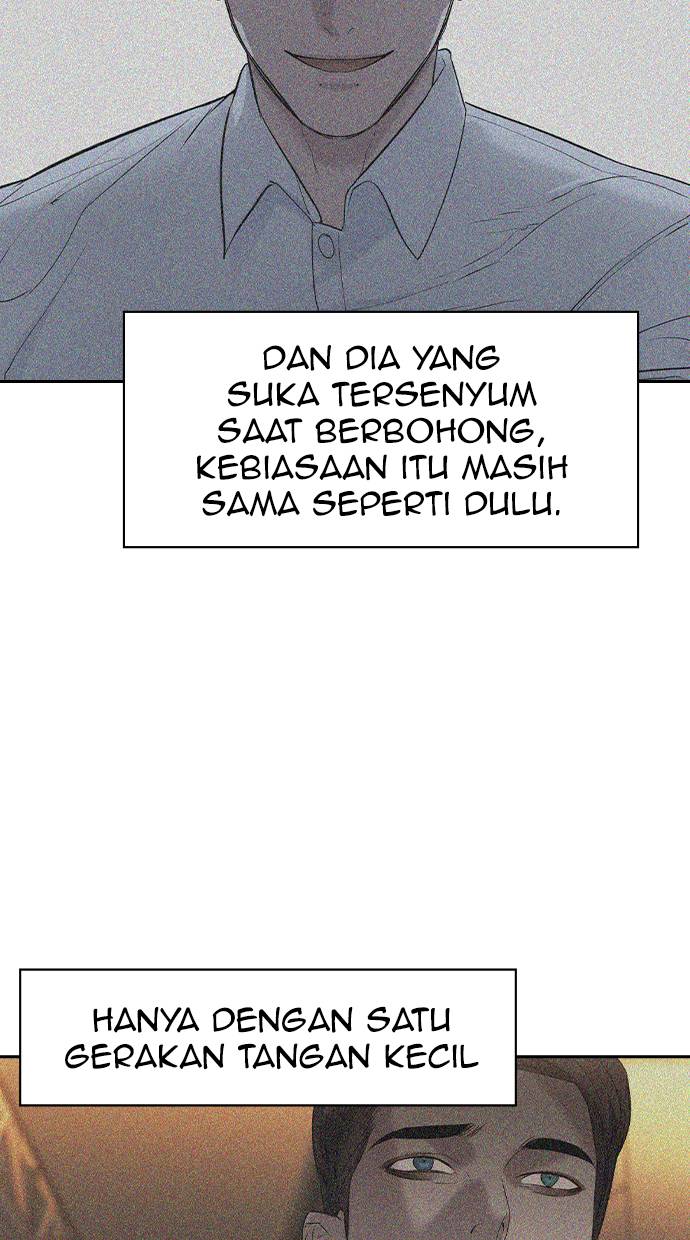 DAN DIA YANG
SUKA TERSENYUM
SAAT BERBOHONG,
KEBIASAAN ITU MASIH
SAMA SEPERTI DULU.
HANYA DENGAN SATU
GERAKAN TANGAN KECIL